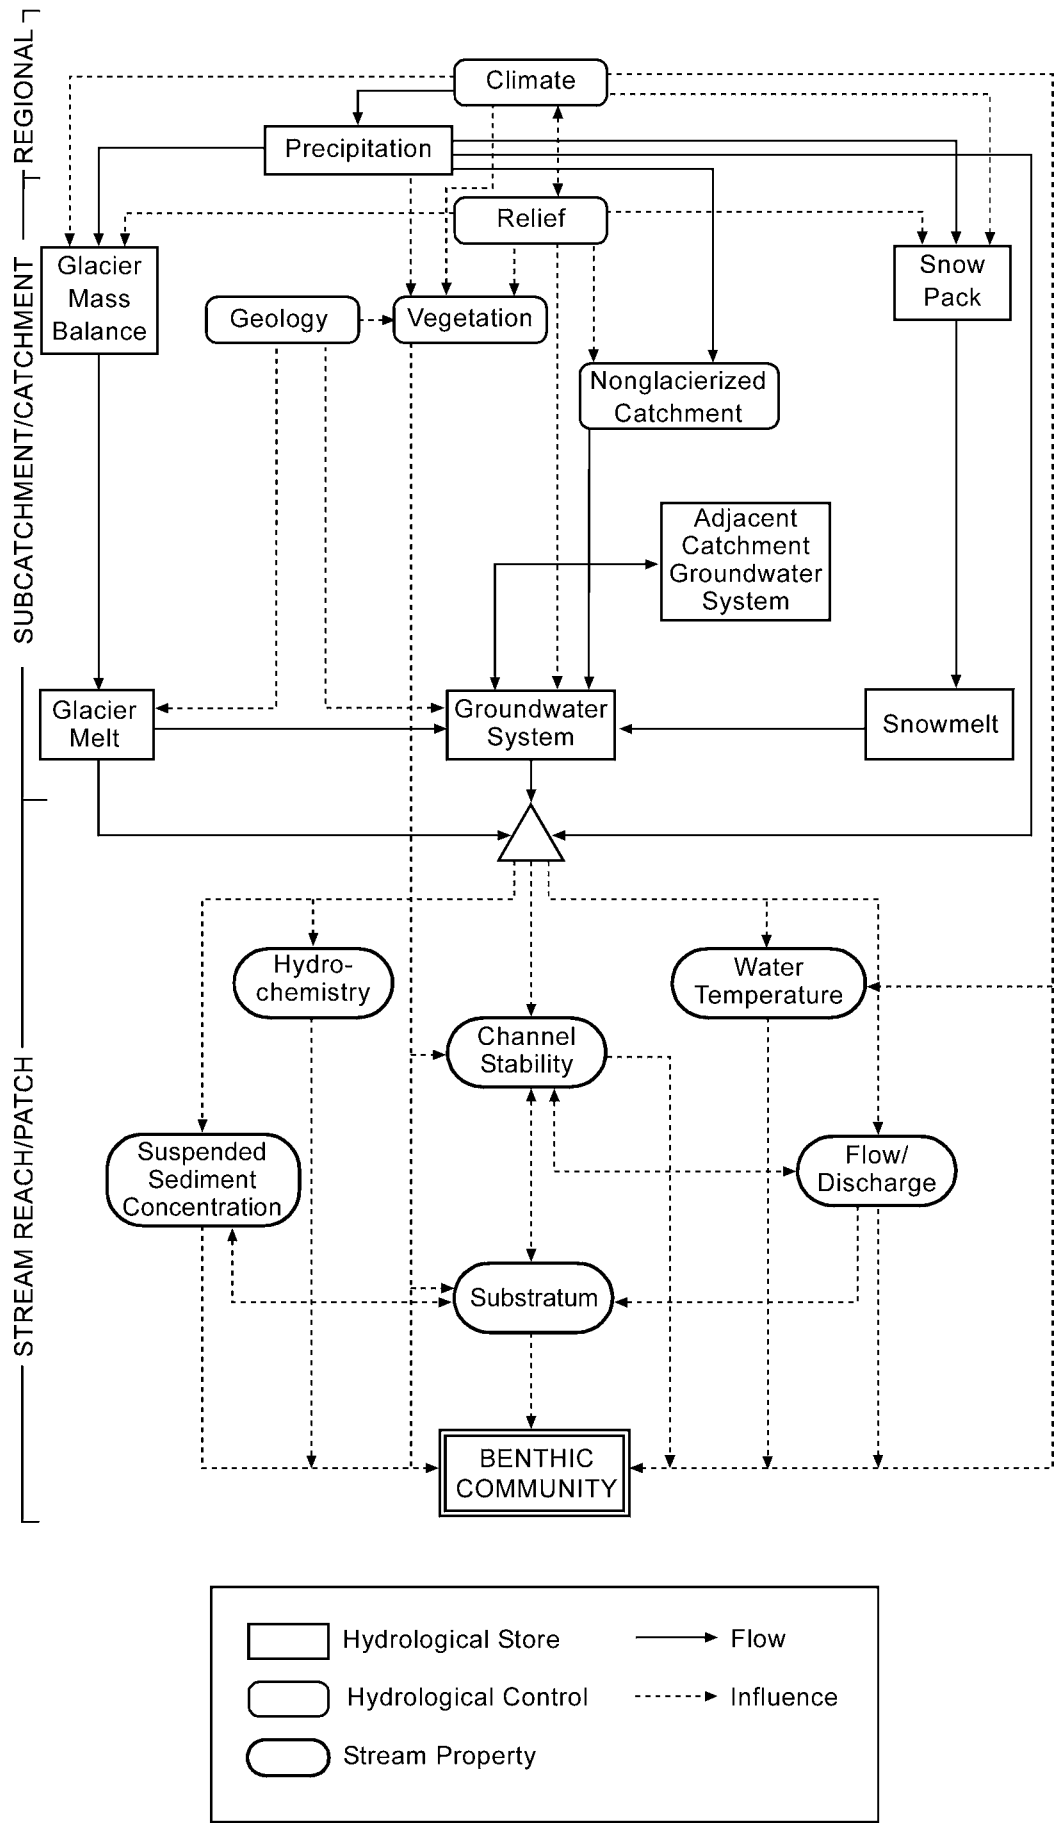 REGIONAL
SUBCATCHMENT/CATCHMENT
STREAM REACH/PATCH
Climate
Precipitation
Relief
Glacier
Mass
Balance
Snow
Pack
Geology
Vegetation
Nonglacierized
Catchment
Adjacent
Catchment
Groundwater
System
Glacier
Melt
Groundwater
System
Snowmelt
Hydro-
chemistry
Water
Temperature
Channel
Stability
Suspended
Sediment
Concentration
Flow/
Discharge
Substratum
BENTHIC
COMMUNITY
Hydrological Store
Flow
Hydrological Control
Influence
Stream Property